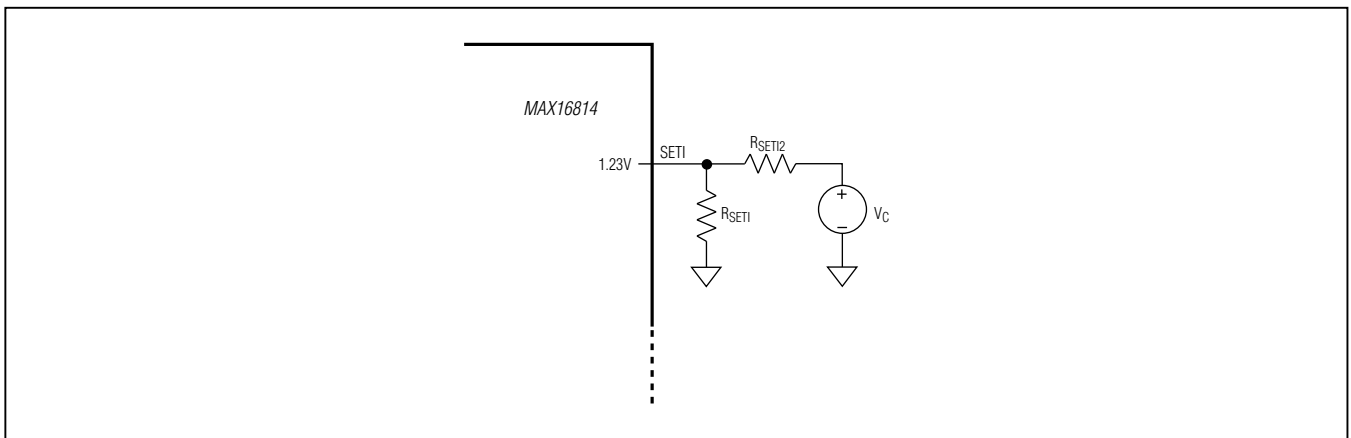 MAX16814
1.23V
SETI
RSETI2
RSETI
+
−
VC